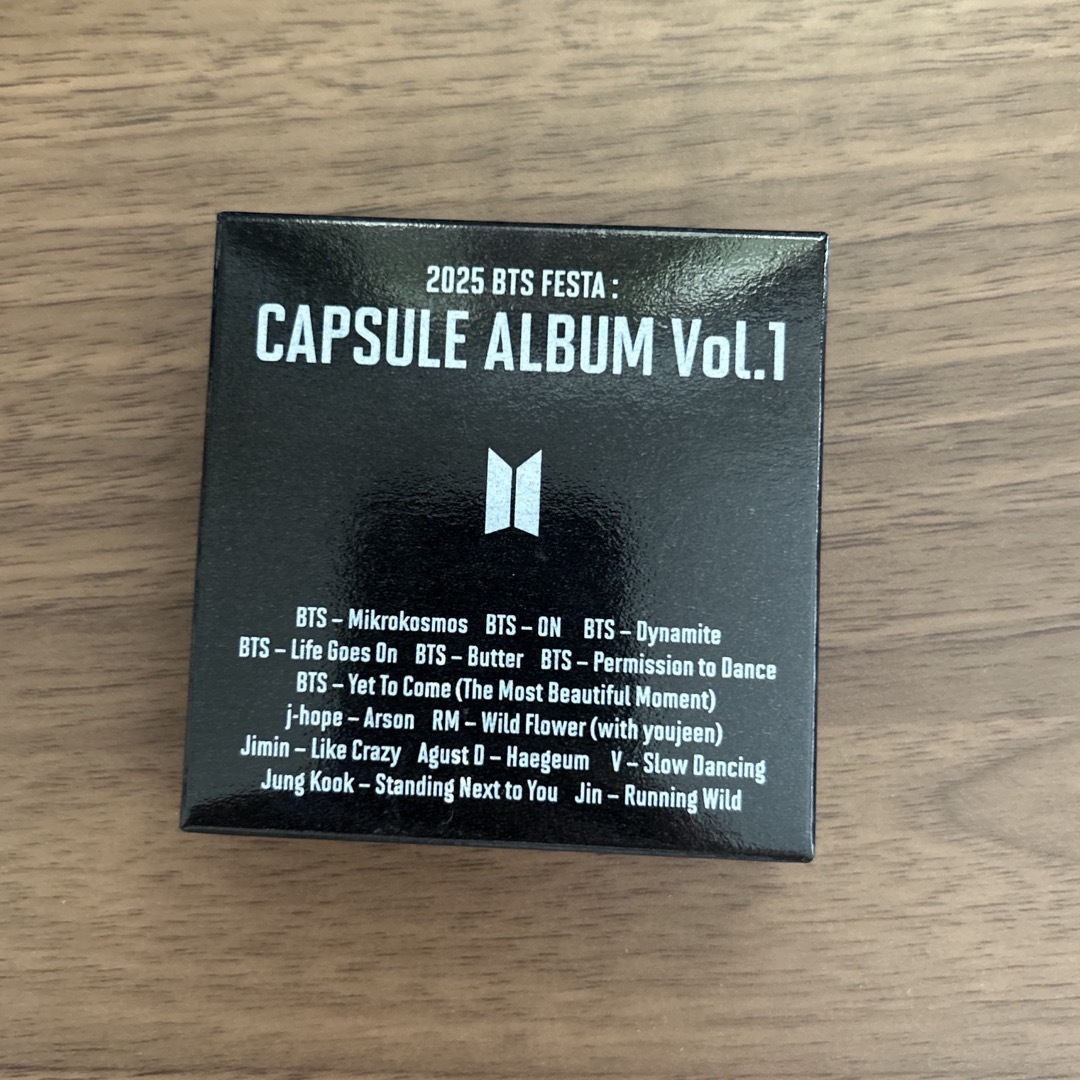 2025 BTS FESTA :
CAPSULE ALBUM Vol.1
BTS – Mikrokosmos BTS – ON BTS – Dynamite
BTS – Life Goes On BTS – Butter BTS – Permission to Dance
BTS – Yet To Come (The Most Beautiful Moment)
j-hope – Arson RM – Wild Flower (with youjeen)
Jimin – Like Crazy Agust D – Haegeum V – Slow Dancing
Jung Kook – Standing Next to You Jin – Running Wild